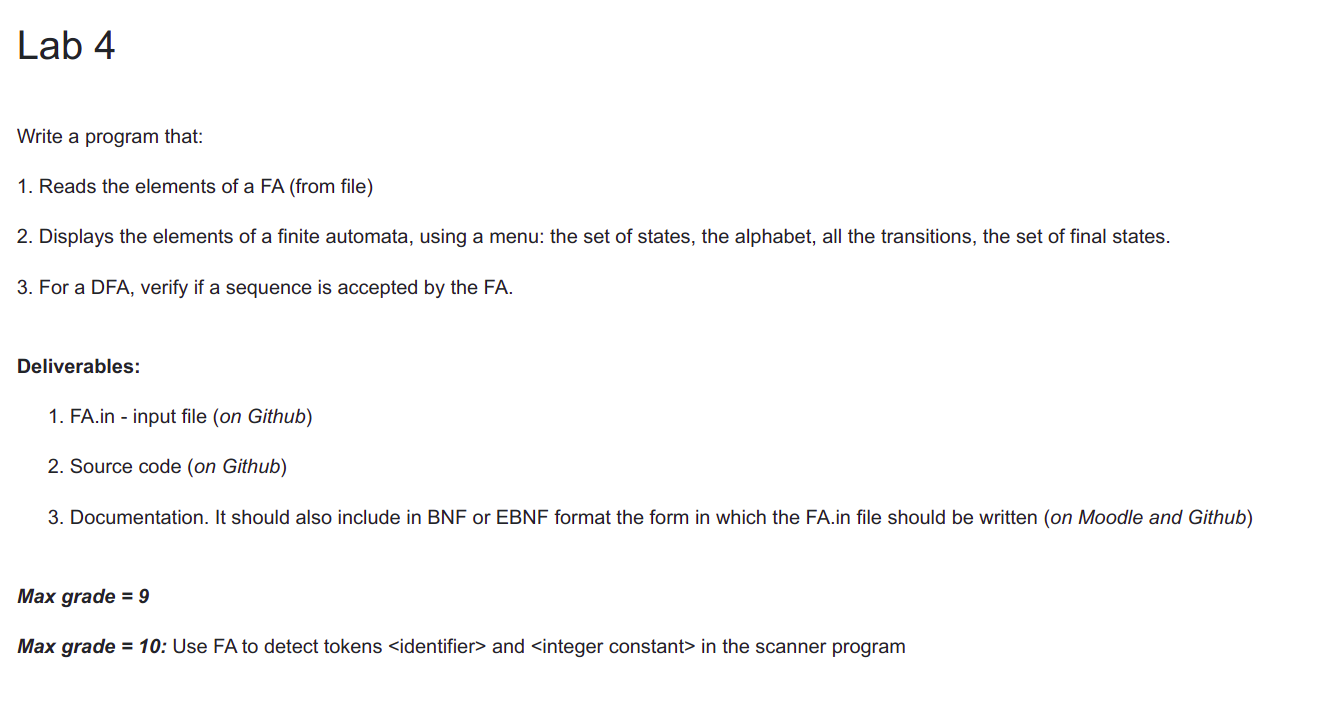 Lab 4
Write a program that:
1. Reads the elements of a FA (from file)
2. Displays the elements of a finite automata, using a menu: the set of states, the alphabet, all the transitions, the set of final states.
3. For a DFA, verify if a sequence is accepted by the FA.
Deliverables:
1. FA.in - input file (on Github)
2. Source code (on Github)
3. Documentation. It should also include in BNF or EBNF format the form in which the FA.in file should be written (on Moodle and Github)
Max grade = 9
Max grade = 10: Use FA to detect tokens <identifier> and <integer constant> in the scanner program